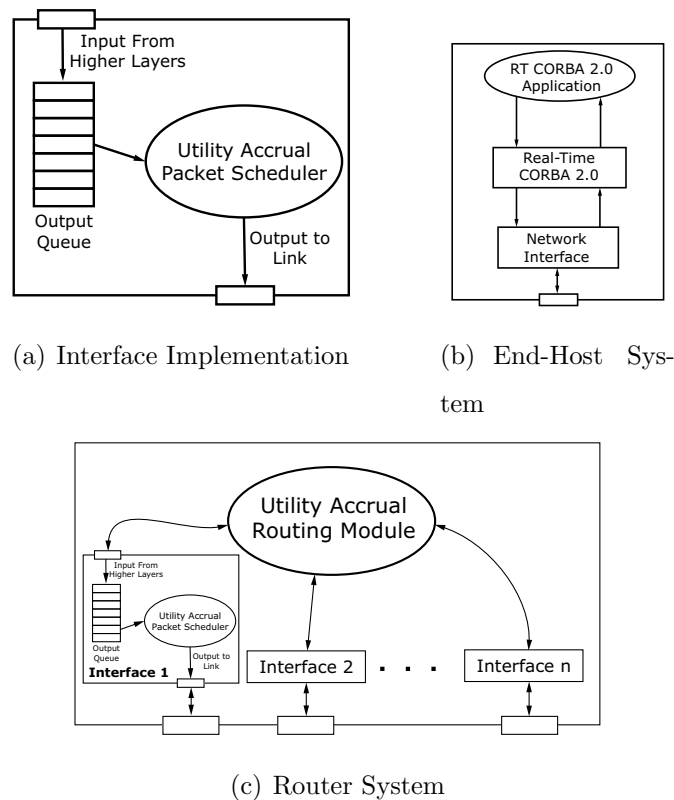 Input From
Higher Layers
Utility Accrual
Packet Scheduler
Output
Queue
Output to
Link
(a) Interface Implementation
RT CORBA 2.0
Application
Real-Time
CORBA 2.0
Network
Interface
(b) End-Host Sys-
tem
Utility Accrual
Routing Module
Input From
Higher Layers
Utility Accrual
Packet Scheduler
Output
Queue
Output to
Link
Interface 1
Interface 2
. . .
Interface n
(c) Router System